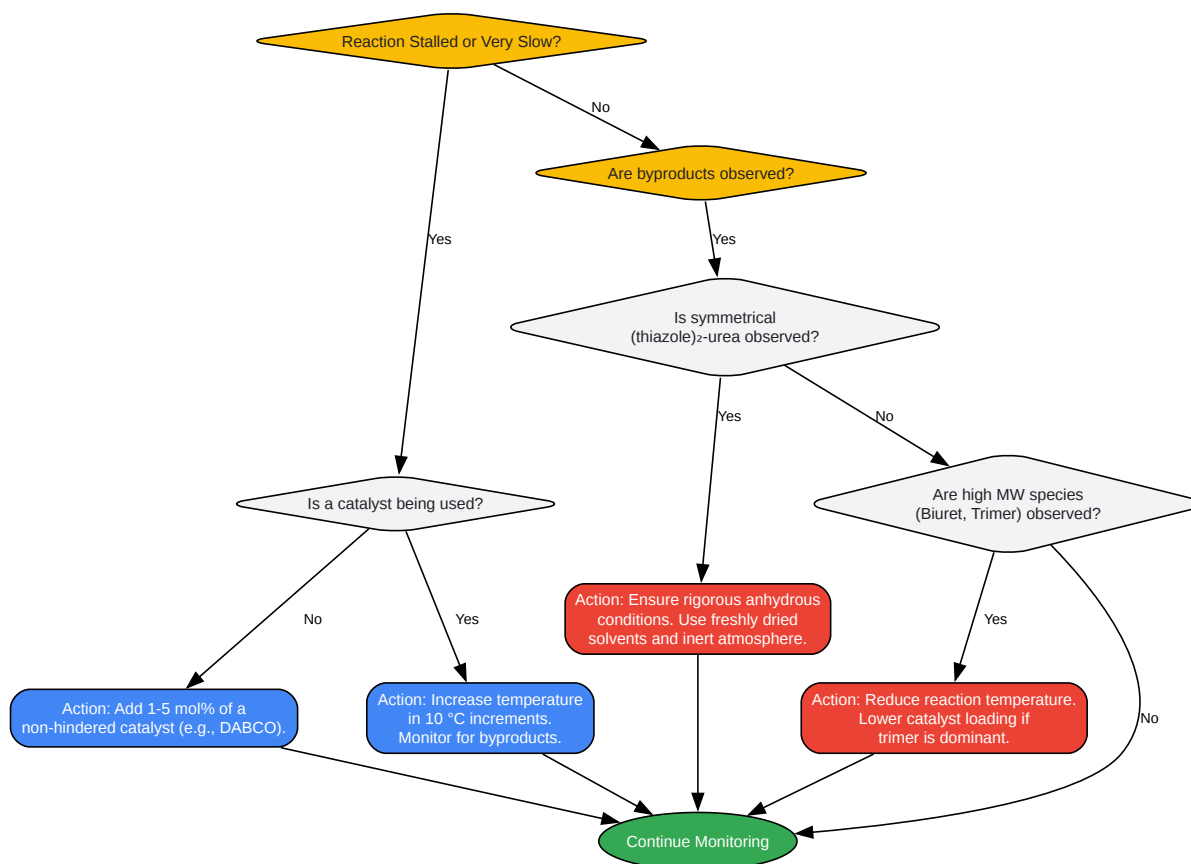 Reaction Stalled or Very Slow?
No
Are byproducts observed?
Yes
Yes
Is symmetrical
(thiazole)₂-urea observed?
Yes
No
Is a catalyst being used?
Are high MW species
(Biuret, Trimer) observed?
No
Yes
Action: Ensure rigorous anhydrous
conditions. Use freshly dried
solvents and inert atmosphere.
Yes
No
Action: Add 1-5 mol% of a
non-hindered catalyst (e.g., DABCO).
Action: Increase temperature
in 10 °C increments.
Monitor for byproducts.
Action: Reduce reaction temperature.
Lower catalyst loading if
trimer is dominant.
Continue Monitoring